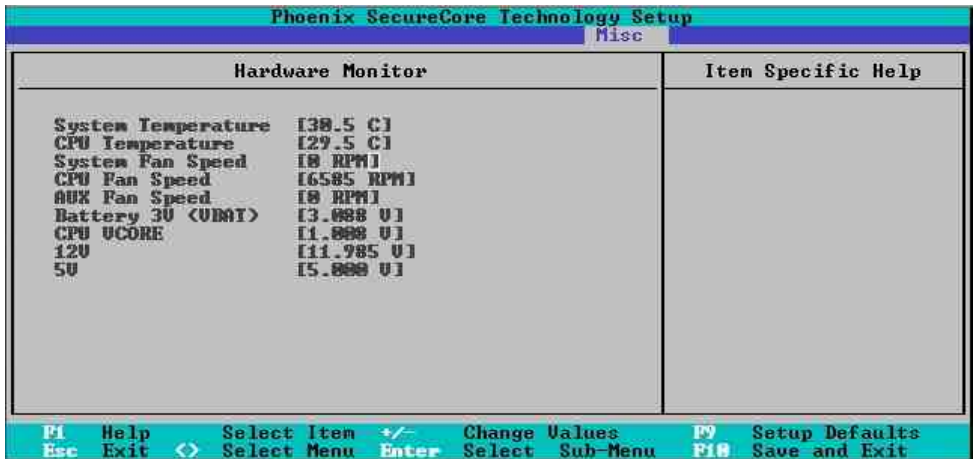 Phoenix SecureCore Technology Setup
Misc
Hardware Monitor
Item Specific Help
System Temperature [30.5 C]
CPU Temperature [29.5 C]
System Fan Speed [0 RPM]
CPU Fan Speed [6585 RPM]
AUX Fan Speed [0 RPM]
Battery 3V (VBAT) [3.088 V]
CPU VCORE [1.008 V]
12V [11.985 V]
5V [5.000 V]
F1 Help Select Item +/- Change Values F9 Setup Defaults
Esc Exit <> Select Menu Enter Select Sub-Menu F10 Save and Exit